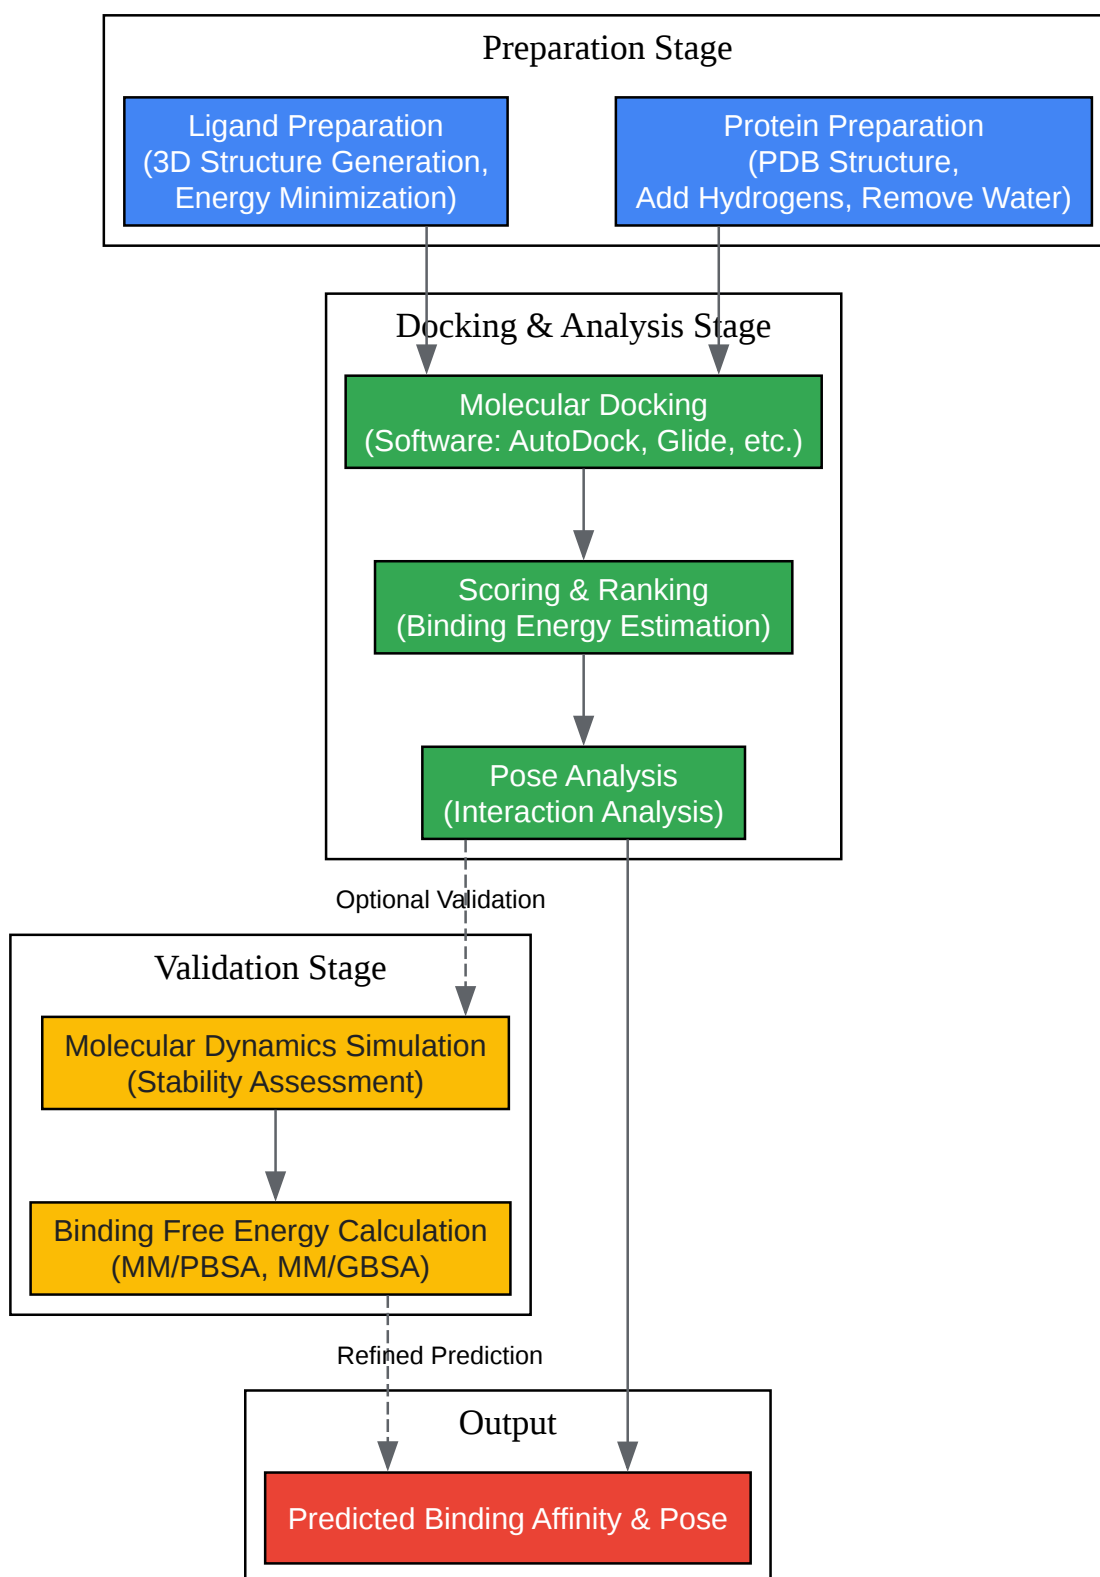 Preparation Stage
Ligand Preparation
(3D Structure Generation,
Energy Minimization)
Protein Preparation
(PDB Structure,
Add Hydrogens, Remove Water)
Docking & Analysis Stage
Molecular Docking
(Software: AutoDock, Glide, etc.)
Scoring & Ranking
(Binding Energy Estimation)
Pose Analysis
(Interaction Analysis)
Optional Validation
Validation Stage
Molecular Dynamics Simulation
(Stability Assessment)
Binding Free Energy Calculation
(MM/PBSA, MM/GBSA)
Refined Prediction
Output
Predicted Binding Affinity & Pose